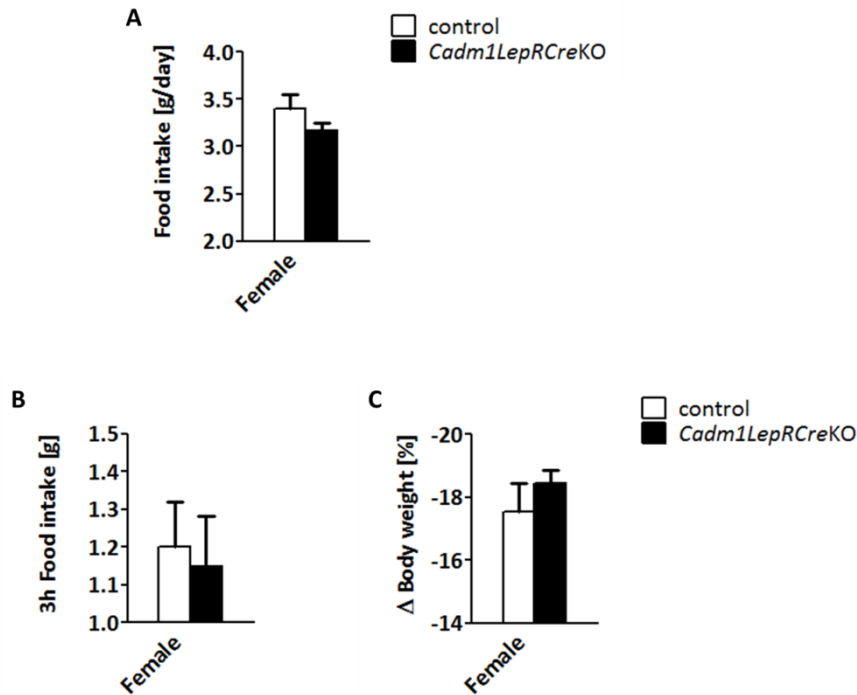 A
control
Cadm1LepRCreKO
Food intake [g/day]
4.0
3.5
3.0
2.5
2.0
Female
B
3h Food intake [g]
1.5
1.4
1.3
1.2
1.1
1.0
Female
C
control
Cadm1LepRCreKO
Δ Body weight [%]
-20
-18
-16
-14
Female